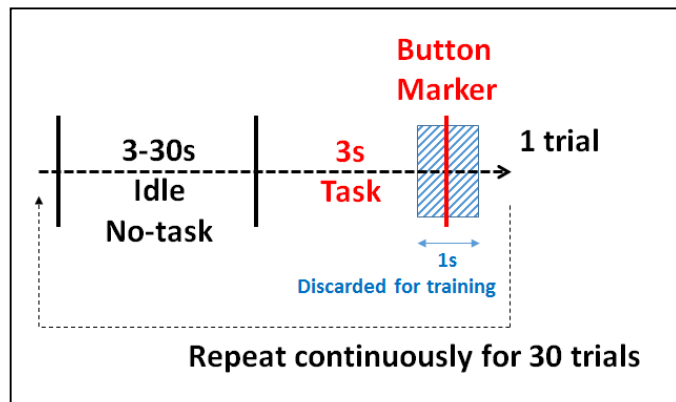 Button
Marker
3-30s
3s
1 trial
Idle
Task
No-task
1s
Discarded for training
Repeat continuously for 30 trials